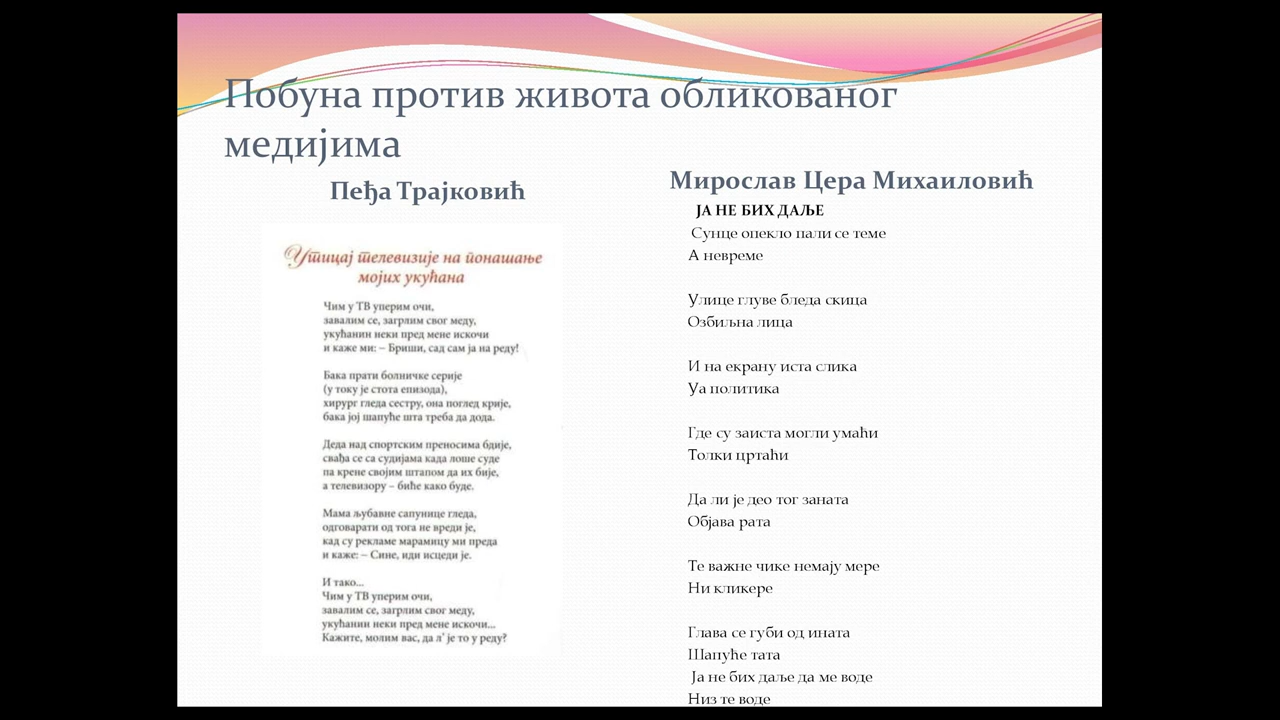 Побуна против живота обликованог
медијима
Пеђа Трајковић
Утицај телевизије на понашање
мојих укућана
Чим у ТВ уперим очи,
завалим се, загрлим свог меду,
укућанин неки пред мене искочи
и каже ми: – Бриши, сад сам ја на реду!
Бака прати болничке серије
(у току је стота епизода),
хирург гледа сестру, она поглед крије,
бака јој шапуће шта треба да дода.
Деда над спортским преносима бдије,
свађа се са судијама када лоше суде
па крене својим штапом да их бије,
а телевизору – биће како буде.
Мама љубавне сапунице гледа,
одговарати од тога не вреди је,
кад су рекламе марамицу ми преда
и каже: – Сине, иди исцеди је.
И тако...
Чим у ТВ уперим очи,
завалим се, загрлим свог меду,
укућанин неки пред мене искочи...
Кажите, молим вас, да л' је то у реду?
Мирослав Цера Михаиловић
ЈА НЕ БИХ ДАЉЕ
Сунце опекло пали се теме
А невреме
Улице глуве бледа скица
Озбиљна лица
И на екрану иста слика
Уа политика
Где су заиста могли умаћи
Толки цртаћи
Да ли је део тог заната
Објава рата
Те важне чике немају мере
Ни кликере
Глава се губи од ината
Шапуће тата
Ја не бих даље да ме воде
Низ те воде